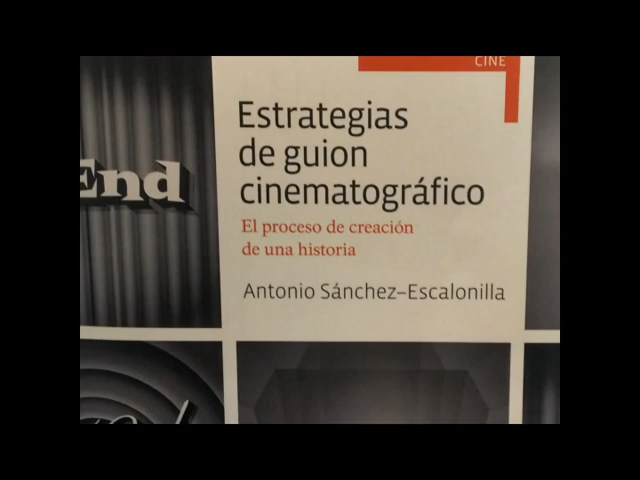 CINE
Estrategias
de guion
cinematográfico
El proceso de creación
de una historia
Antonio Sánchez-Escalonilla
End